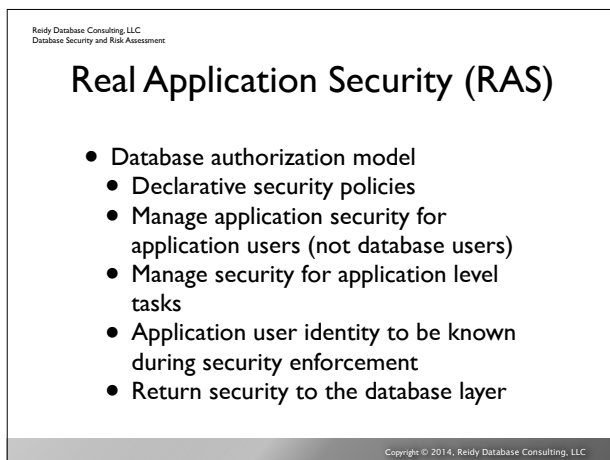 Reidy Database Consulting, LLC
Database Security and Risk Assessment
Real Application Security (RAS)
• Database authorization model
• Declarative security policies
• Manage application security for
application users (not database users)
• Manage security for application level
tasks
• Application user identity to be known
during security enforcement
• Return security to the database layer
Copyright © 2014, Reidy Database Consulting, LLC